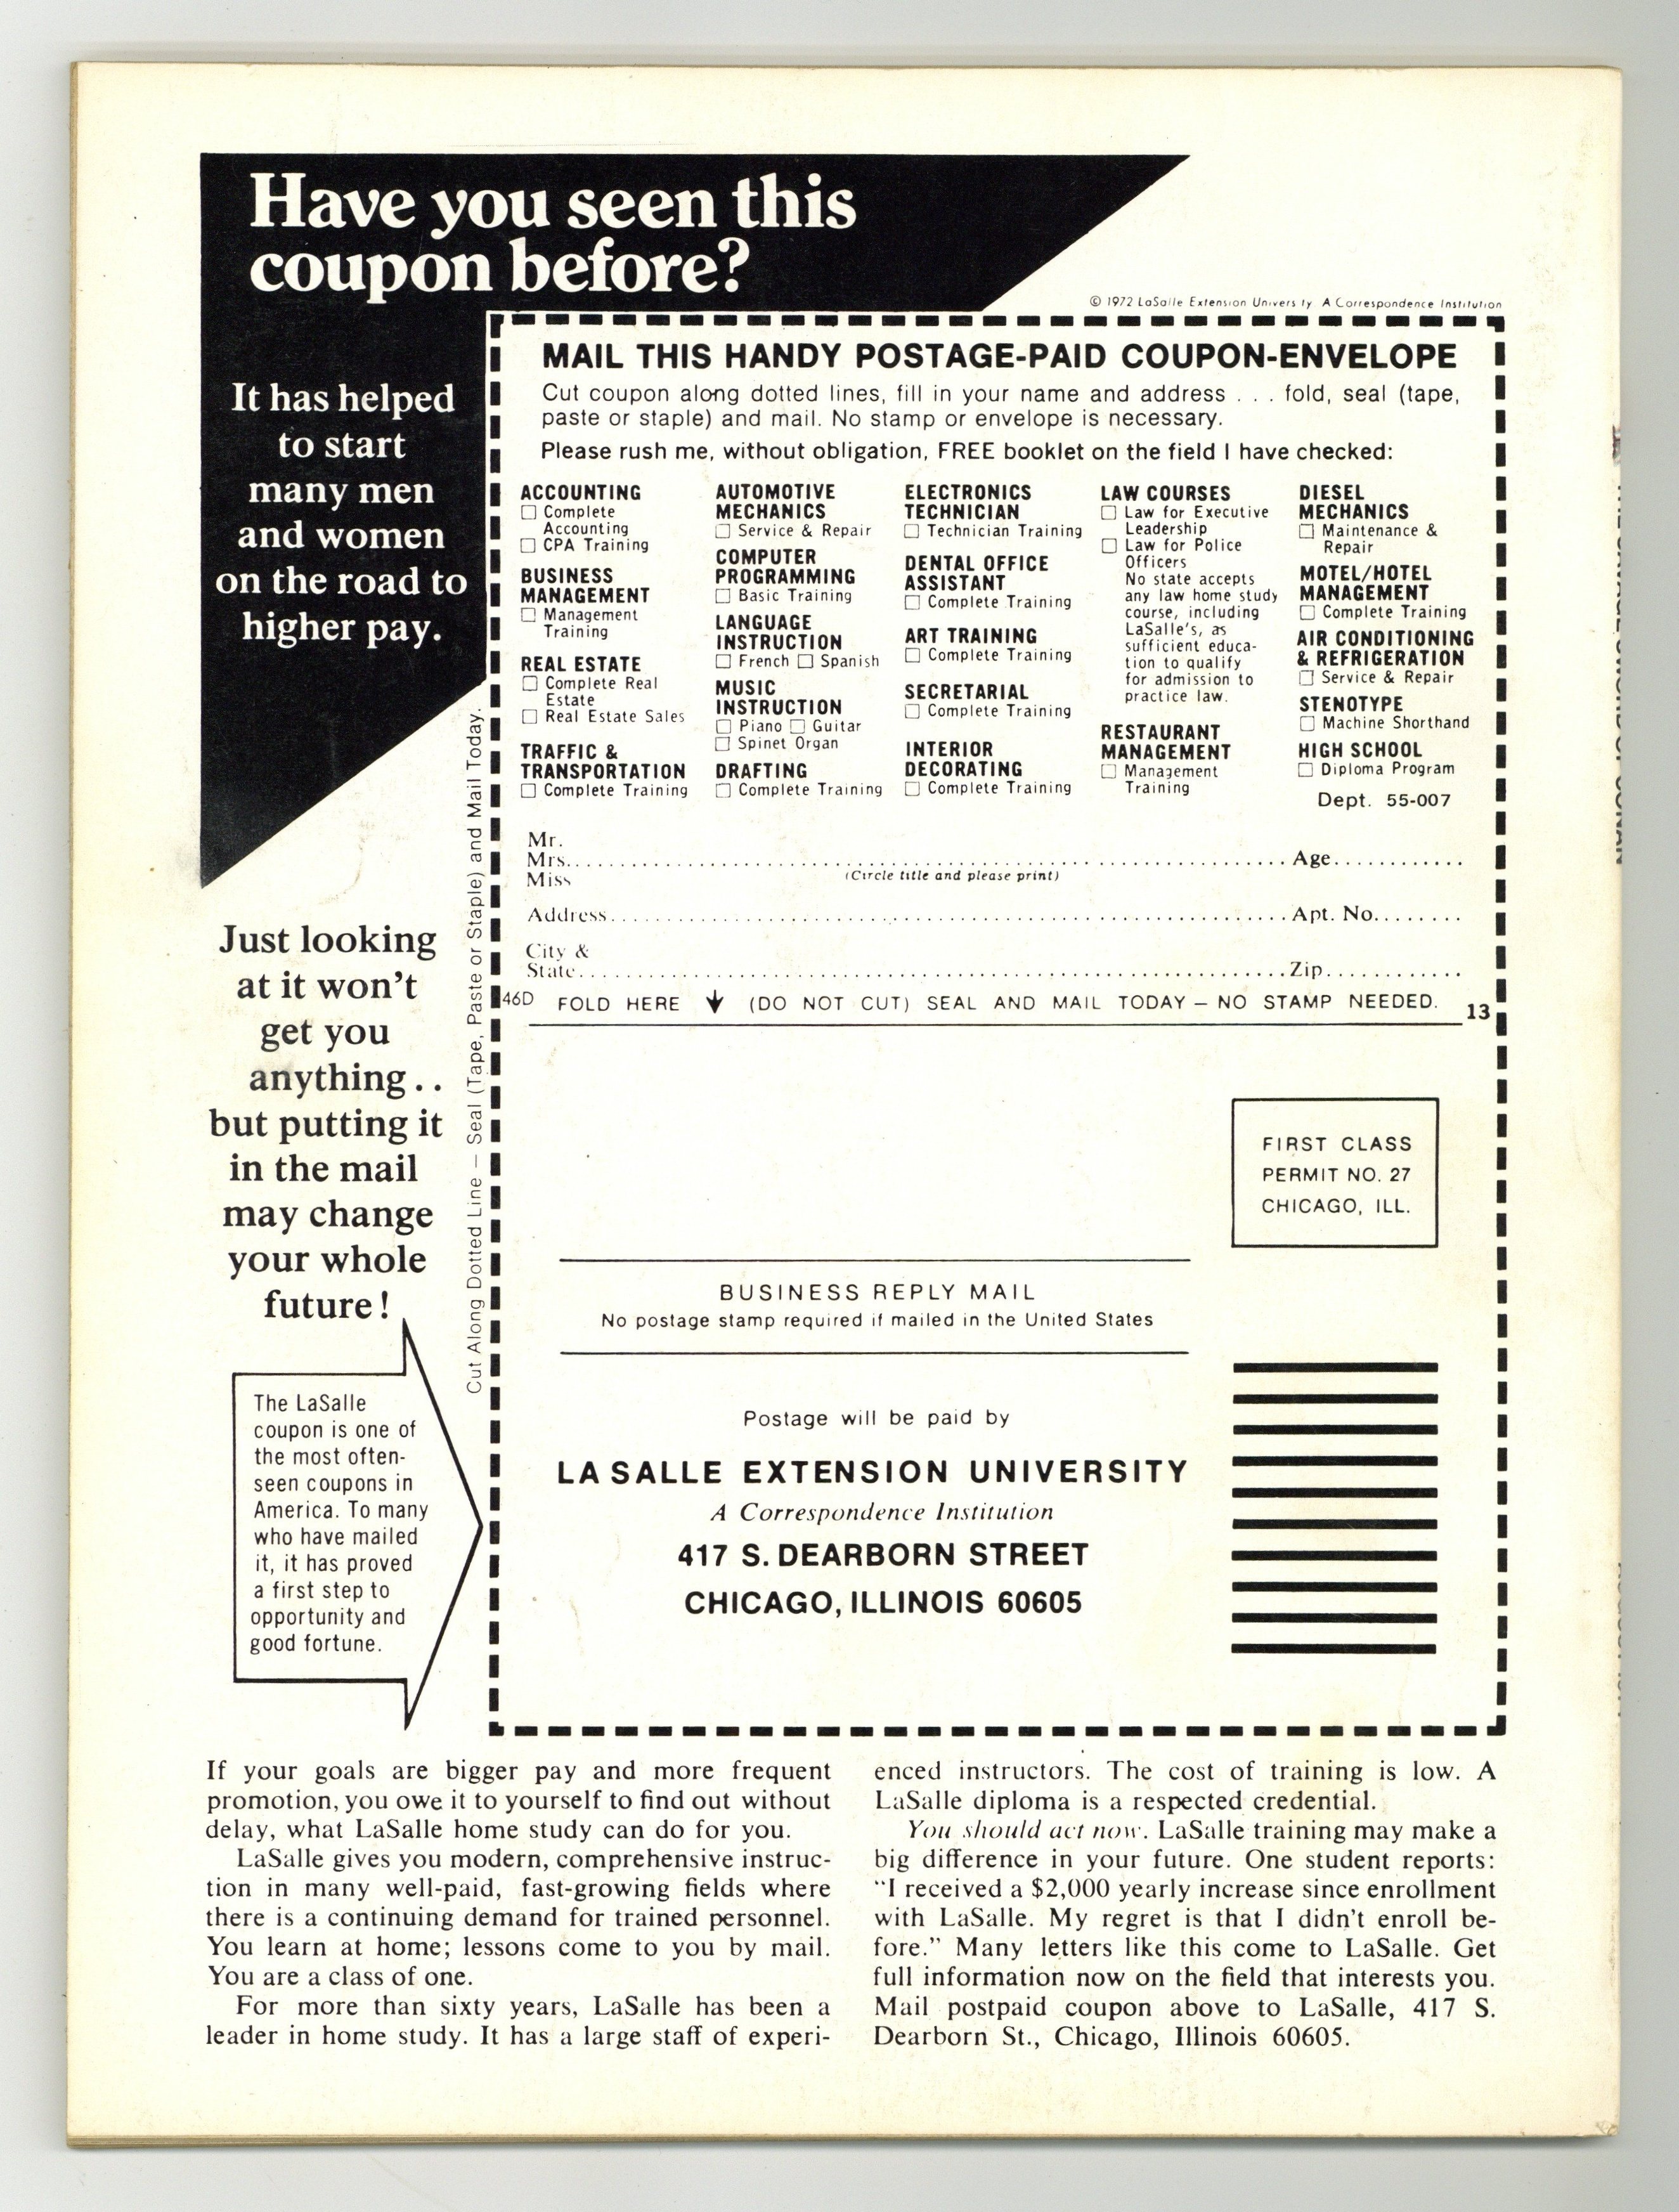 Have you seen this
coupon before?
© 1972 LaSalle Extension University A Correspondence Institution
It has helped
to start
many men
and women
on the road to
higher pay.
Just looking
at it won't
get you
anything . .
but putting it
in the mail
may change
your whole
future!
The LaSalle
coupon is one of
the most often-
seen coupons in
America. To many
who have mailed
it, it has proved
a first step to
opportunity and
good fortune.
Cut Along Dotted Line – Seal (Tape, Paste or Staple) and Mail Today.
MAIL THIS HANDY POSTAGE-PAID COUPON-ENVELOPE
Cut coupon along dotted lines, fill in your name and address . . . fold, seal (tape,
paste or staple) and mail. No stamp or envelope is necessary.
Please rush me, without obligation, FREE booklet on the field I have checked:
ACCOUNTING
☐ Complete
Accounting
☐ CPA Training
BUSINESS
MANAGEMENT
☐ Management
Training
REAL ESTATE
☐ Complete Real
Estate
☐ Real Estate Sales
TRAFFIC &
TRANSPORTATION
☐ Complete Training
AUTOMOTIVE
MECHANICS
☐ Service & Repair
COMPUTER
PROGRAMMING
☐ Basic Training
LANGUAGE
INSTRUCTION
☐ French ☐ Spanish
MUSIC
INSTRUCTION
☐ Piano ☐ Guitar
☐ Spinet Organ
DRAFTING
☐ Complete Training
ELECTRONICS
TECHNICIAN
☐ Technician Training
DENTAL OFFICE
ASSISTANT
☐ Complete Training
ART TRAINING
☐ Complete Training
SECRETARIAL
☐ Complete Training
INTERIOR
DECORATING
☐ Complete Training
LAW COURSES
☐ Law for Executive
Leadership
☐ Law for Police
Officers
No state accepts
any law home study
course, including
LaSalle's, as
sufficient educa-
tion to qualify
for admission to
practice law.
RESTAURANT
MANAGEMENT
☐ Management
Training
DIESEL
MECHANICS
☐ Maintenance &
Repair
MOTEL/HOTEL
MANAGEMENT
☐ Complete Training
AIR CONDITIONING
& REFRIGERATION
☐ Service & Repair
STENOTYPE
☐ Machine Shorthand
HIGH SCHOOL
☐ Diploma Program
Dept. 55-007
Mr.
Mrs. Age
Miss (Circle title and please print)
Address Apt. No.
City &
State Zip
46D FOLD HERE ↓ (DO NOT CUT) SEAL AND MAIL TODAY – NO STAMP NEEDED. 13
FIRST CLASS
PERMIT NO. 27
CHICAGO, ILL.
BUSINESS REPLY MAIL
No postage stamp required if mailed in the United States
Postage will be paid by
LA SALLE EXTENSION UNIVERSITY
A Correspondence Institution
417 S. DEARBORN STREET
CHICAGO, ILLINOIS 60605
If your goals are bigger pay and more frequent
promotion, you owe it to yourself to find out without
delay, what LaSalle home study can do for you.
LaSalle gives you modern, comprehensive instruc-
tion in many well-paid, fast-growing fields where
there is a continuing demand for trained personnel.
You learn at home; lessons come to you by mail.
You are a class of one.
For more than sixty years, LaSalle has been a
leader in home study. It has a large staff of experi-
enced instructors. The cost of training is low. A
LaSalle diploma is a respected credential.
You should act now. LaSalle training may make a
big difference in your future. One student reports:
"I received a $2,000 yearly increase since enrollment
with LaSalle. My regret is that I didn't enroll be-
fore." Many letters like this come to LaSalle. Get
full information now on the field that interests you.
Mail postpaid coupon above to LaSalle, 417 S.
Dearborn St., Chicago, Illinois 60605.